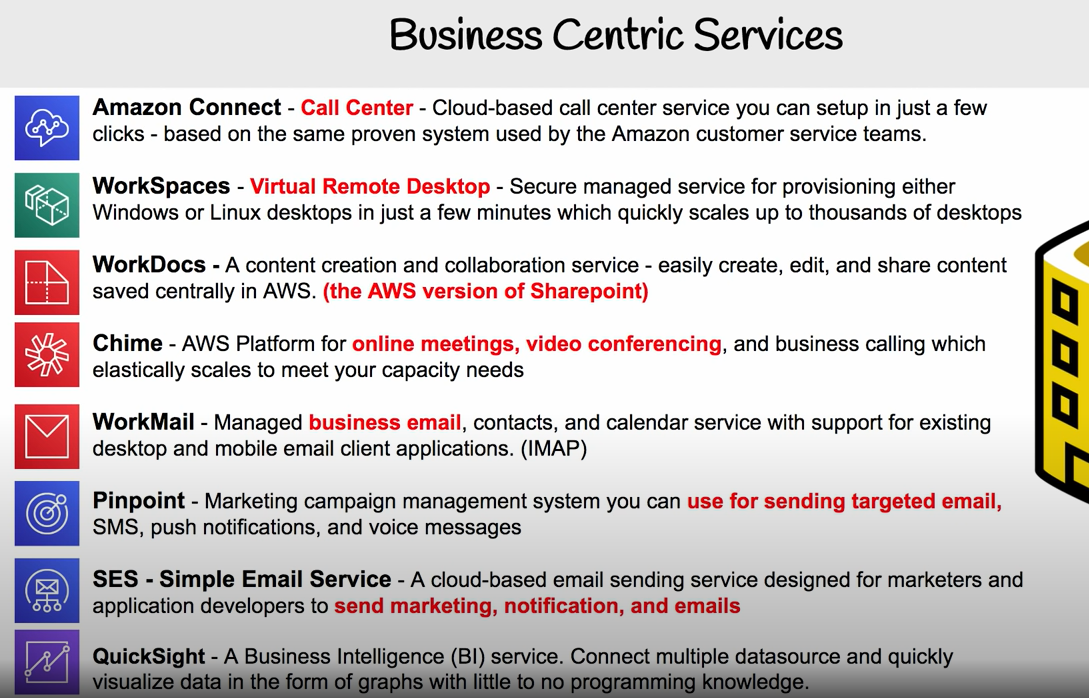 Business Centric Services
Amazon Connect - Call Center - Cloud-based call center service you can setup in just a few
clicks - based on the same proven system used by the Amazon customer service teams.
WorkSpaces - Virtual Remote Desktop - Secure managed service for provisioning either
Windows or Linux desktops in just a few minutes which quickly scales up to thousands of desktops
WorkDocs - A content creation and collaboration service - easily create, edit, and share content
saved centrally in AWS. (the AWS version of Sharepoint)
Chime - AWS Platform for online meetings, video conferencing, and business calling which
elastically scales to meet your capacity needs
WorkMail - Managed business email, contacts, and calendar service with support for existing
desktop and mobile email client applications. (IMAP)
Pinpoint - Marketing campaign management system you can use for sending targeted email,
SMS, push notifications, and voice messages
SES - Simple Email Service - A cloud-based email sending service designed for marketers and
application developers to send marketing, notification, and emails
QuickSight - A Business Intelligence (BI) service. Connect multiple datasource and quickly
visualize data in the form of graphs with little to no programming knowledge.